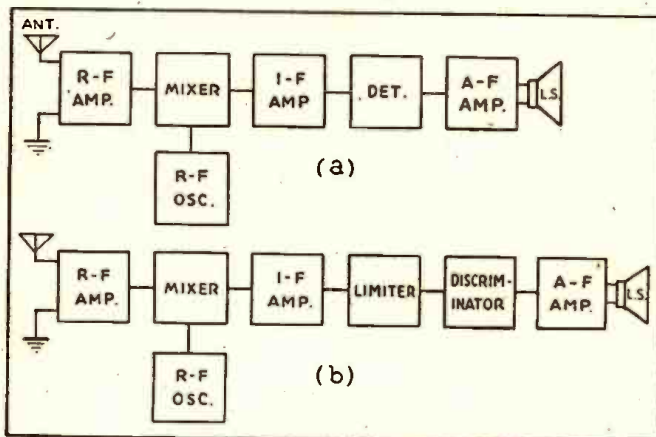 ANT.
R-F
AMP.
MIXER
I-F
AMP
DET.
A-F
AMP.
L.S.
R-F
OSC.
(a)
R-F
AMP.
MIXER
I-F
AMP.
LIMITER
DISCRIM-
INATOR
A-F
AMP.
L.S.
R-F
OSC.
(b)